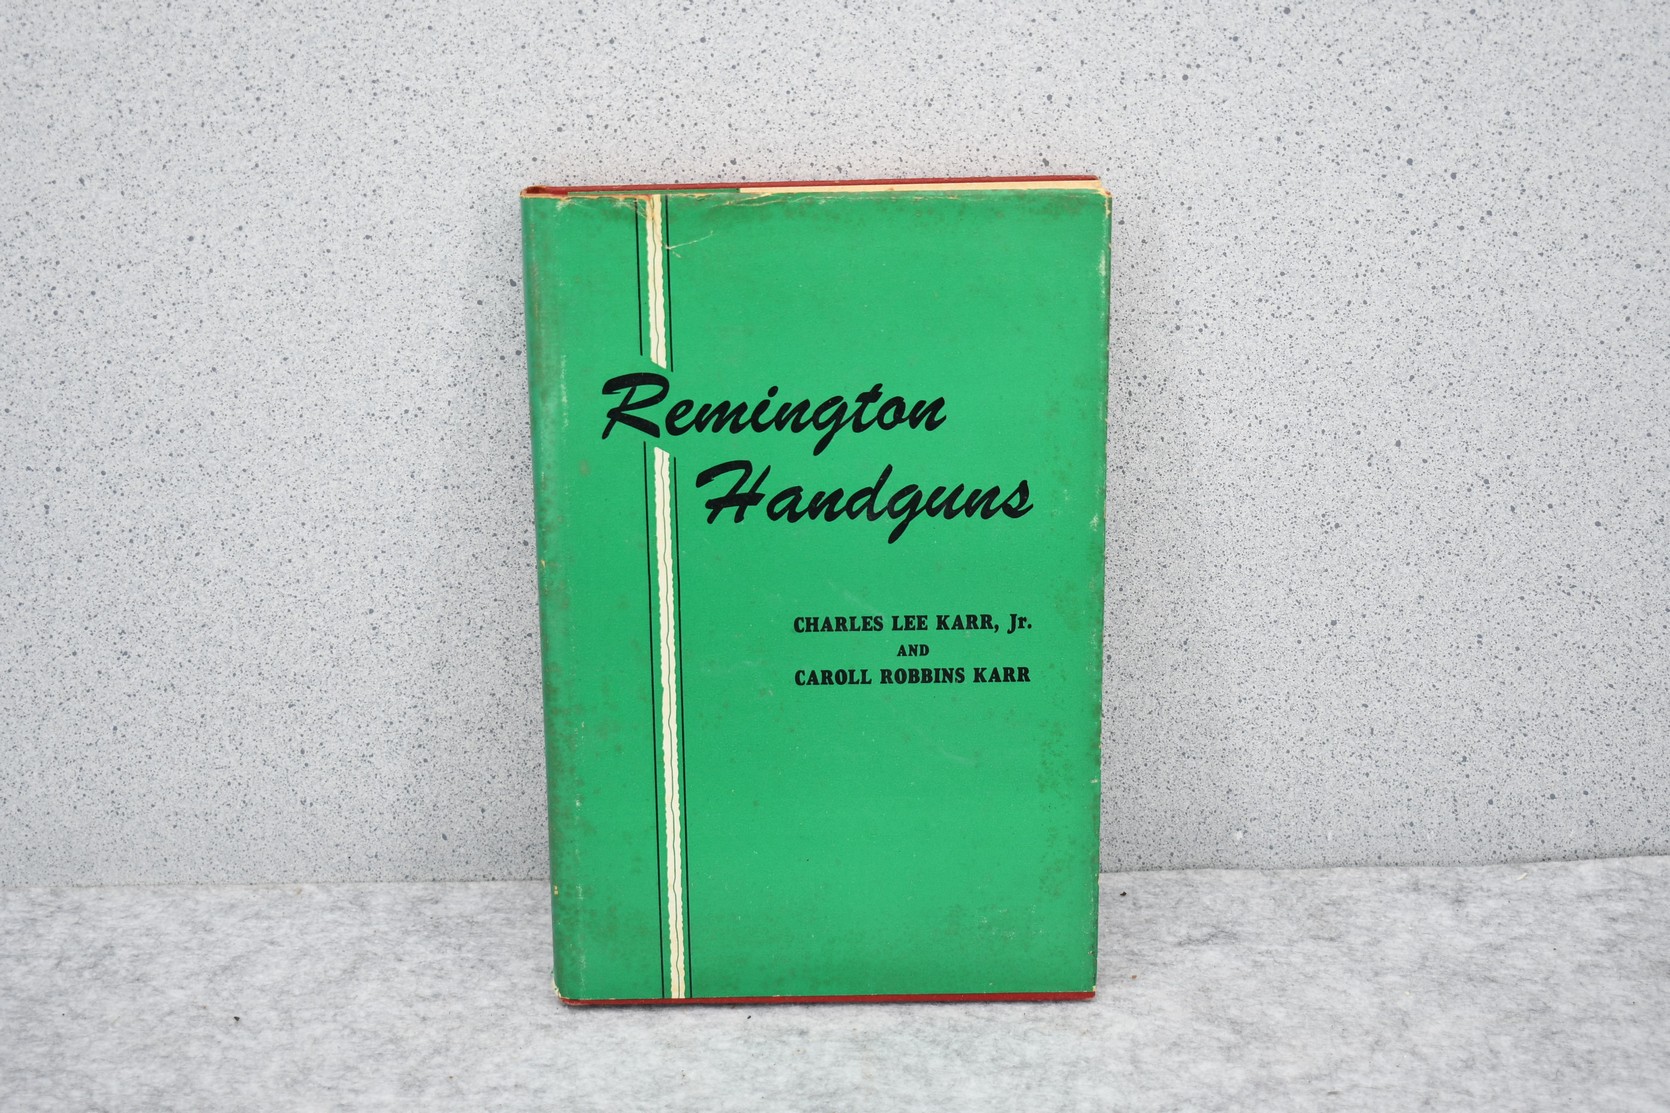 Remington
Handguns
CHARLES LEE KARR, Jr.
AND
CAROLL ROBBINS KARR